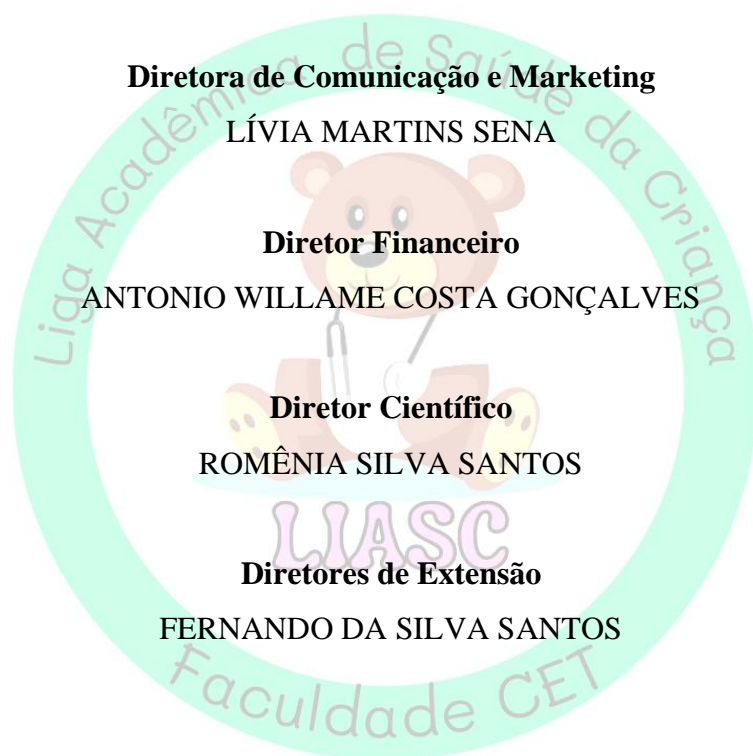 Liga Acadêmica de Saúde da Criança
Diretora de Comunicação e Marketing
LÍVIA MARTINS SENA
Diretor Financeiro
ANTONIO WILLAME COSTA GONÇALVES
Diretor Científico
ROMÊNIA SILVA SANTOS
LIASC
Diretores de Extensão
FERNANDO DA SILVA SANTOS
Faculdade CET